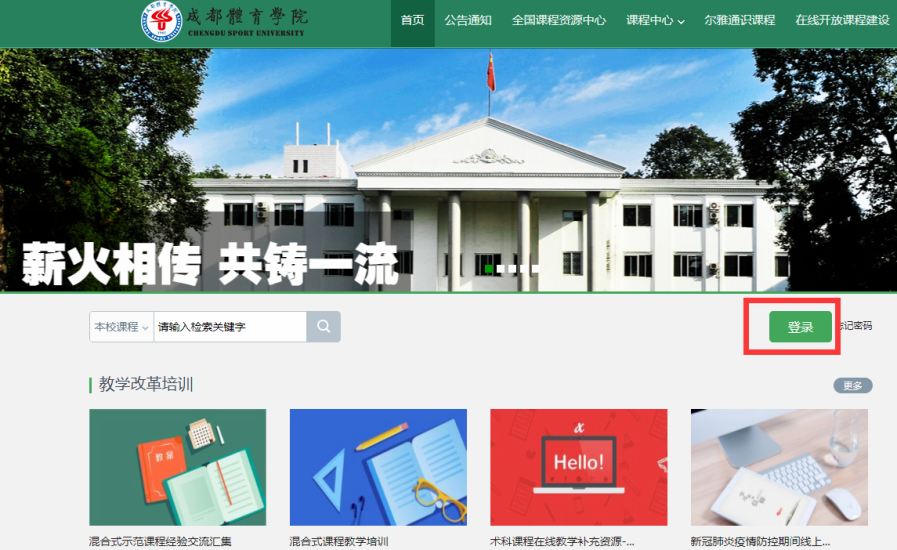 成都體育學院
CHENGDU SPORT UNIVERSITY
首页 公告通知 全国课程资源中心 课程中心 尔雅通识课程 在线开放课程建设
薪火相传 共铸一流
本校课程 请输入检索关键字
登录 忘记密码
教学改革培训 更多
教案
Hello!
混合式示范课程经验交流汇集 混合式课程教学培训 术科课程在线教学补充资源-... 新冠肺炎疫情防控期间线上...